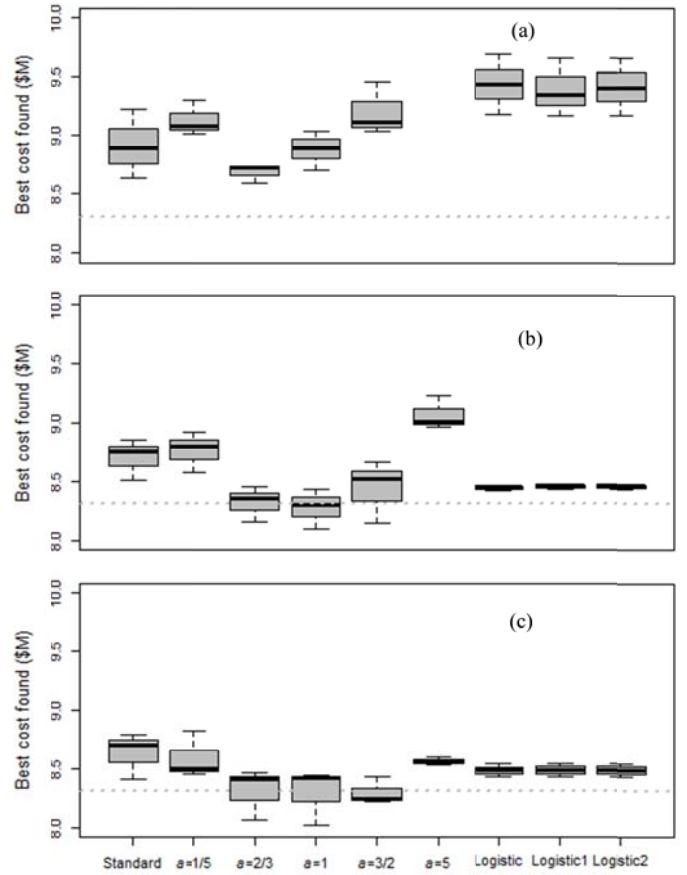 (a)
Best cost found ($M)
10.0
9.5
9.0
8.5
8.0
(b)
Best cost found ($M)
10.0
9.5
9.0
8.5
8.0
(c)
Best cost found ($M)
10.0
9.5
9.0
8.5
8.0
Standard a=1/5 a=2/3 a=1 a=3/2 a=5 Logistic Logistic1 Logistic2